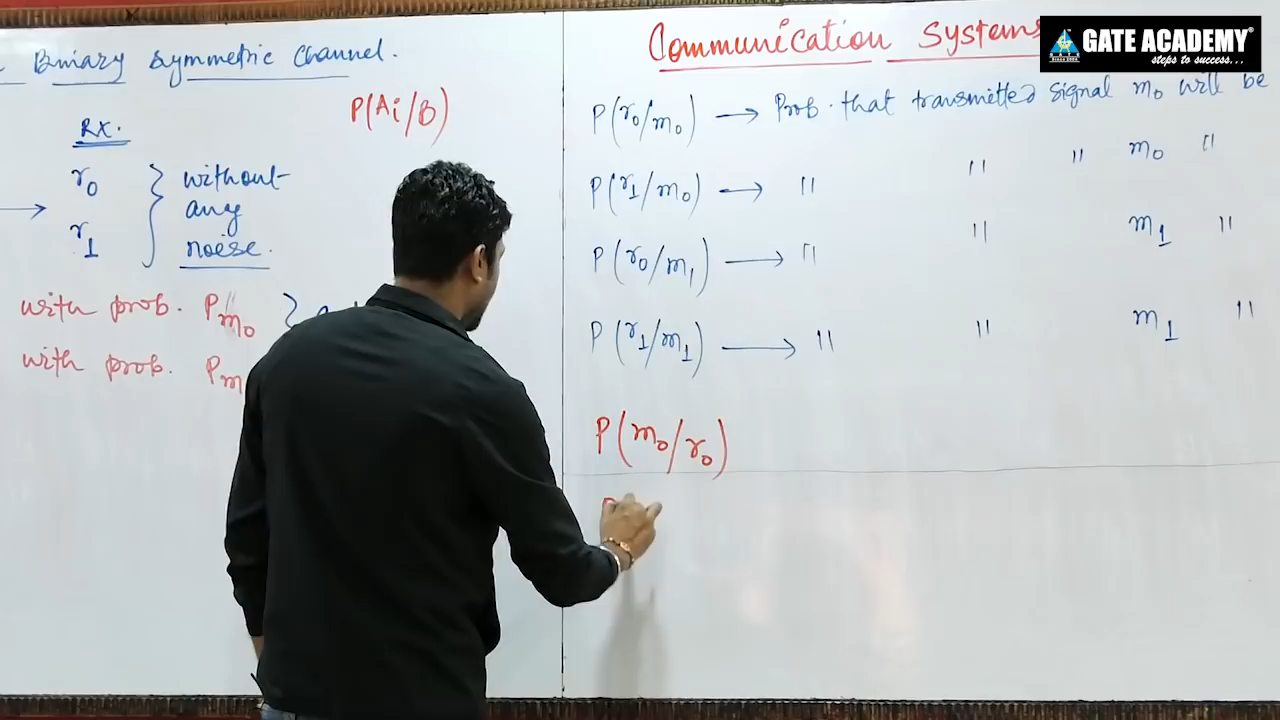 Binary Symmetric Channel.
P(Ai/B)
RX.
r0
r1
without
any
noise.
with prob. Pm0
with prob. Pm
Communication Systems
GATE ACADEMY
steps to success...
P(r0/m0) → Prob. that transmitted signal m0 will be
P(r1/m0) → " " " m0 "
P(r0/m1) → " " m1 "
P(r1/m1) → " " m1 "
P(m0/r0)